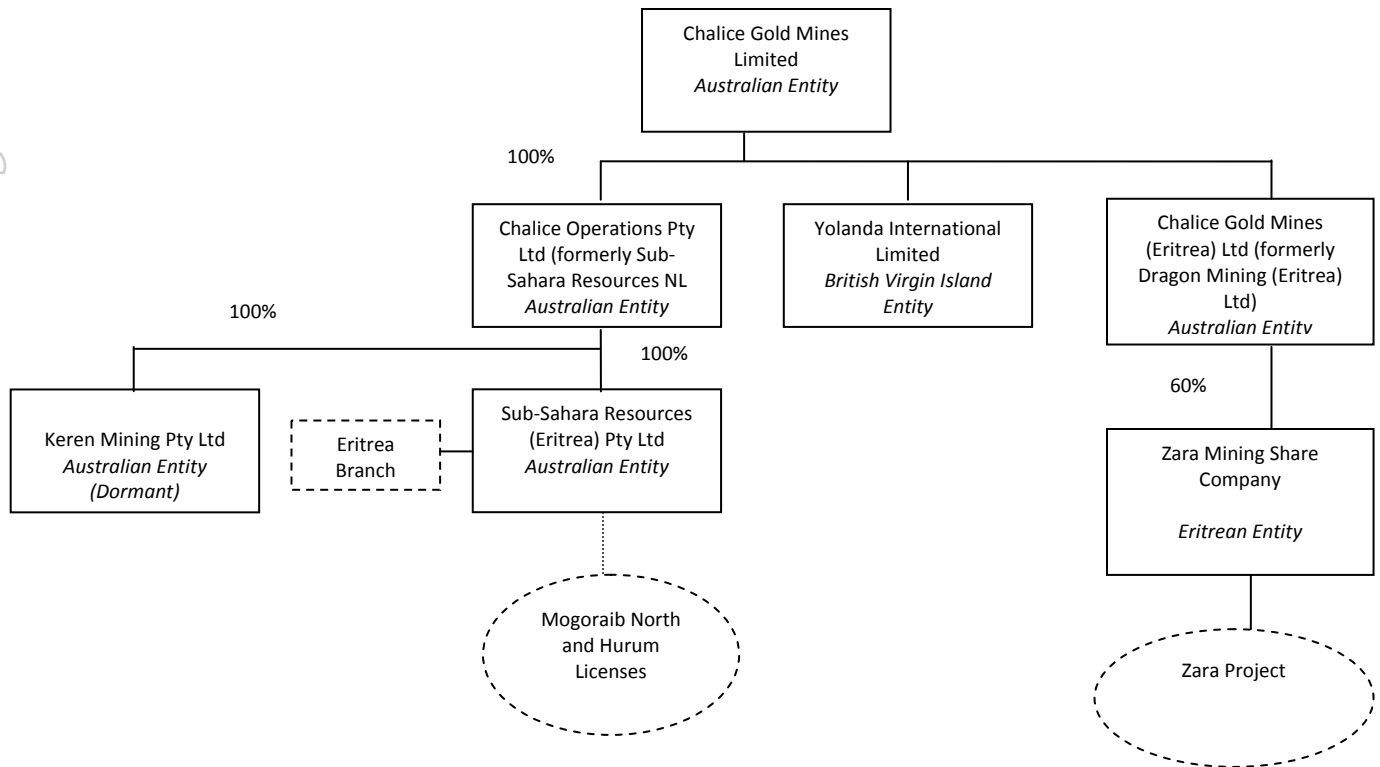 Chalice Gold Mines
Limited
Australian Entity
100%
Chalice Operations Pty
Ltd (formerly Sub-
Sahara Resources NL
Australian Entity
Yolanda International
Limited
British Virgin Island
Entity
Chalice Gold Mines
(Eritrea) Ltd (formerly
Dragon Mining (Eritrea)
Ltd)
Australian Entity
100%
100%
60%
Keren Mining Pty Ltd
Australian Entity
(Dormant)
Eritrea
Branch
Sub-Sahara Resources
(Eritrea) Pty Ltd
Australian Entity
Zara Mining Share
Company
Eritrean Entity
Mogoraib North
and Hurum
Licenses
Zara Project